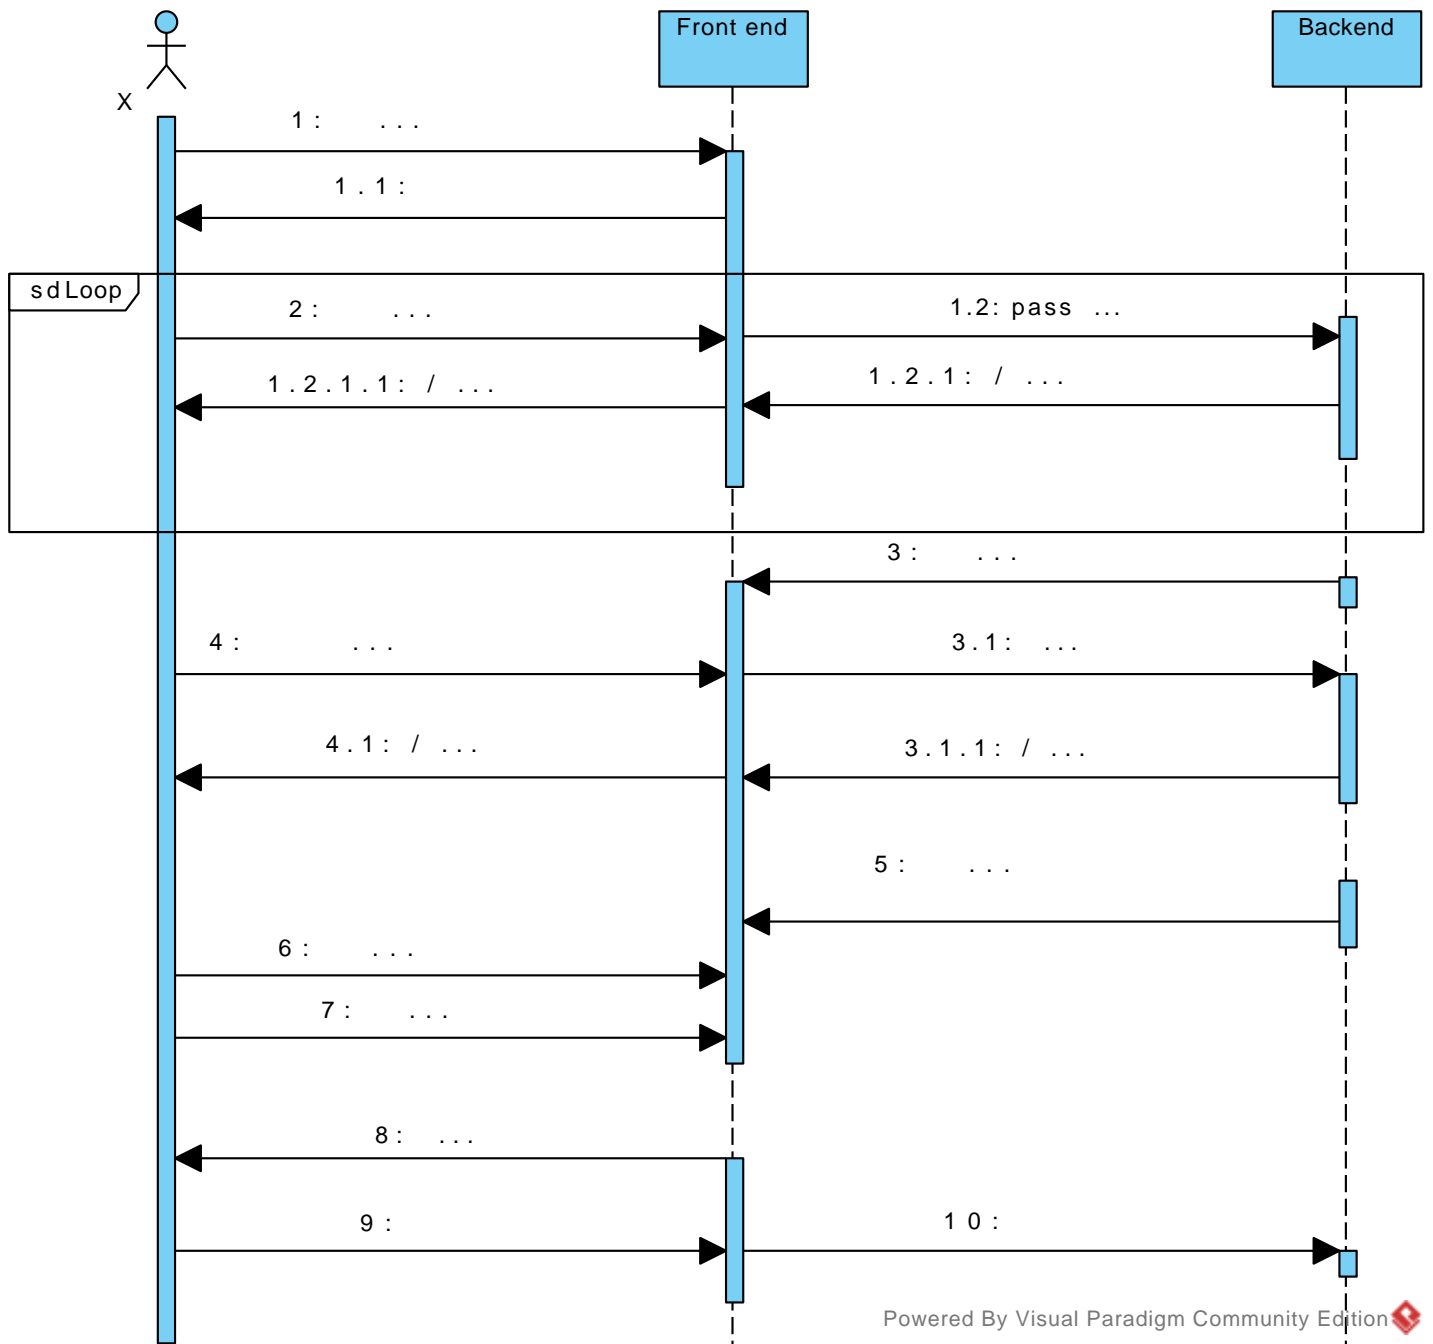 Front end
Backend
X
1: ...
1.1:
sd Loop
2: ...
1.2: pass ...
1.2.1.1: / ...
1.2.1: / ...
3: ...
4: ...
3.1: ...
4.1: / ...
3.1.1: / ...
5: ...
6: ...
7: ...
8: ...
9:
10:
Powered By Visual Paradigm Community Edition